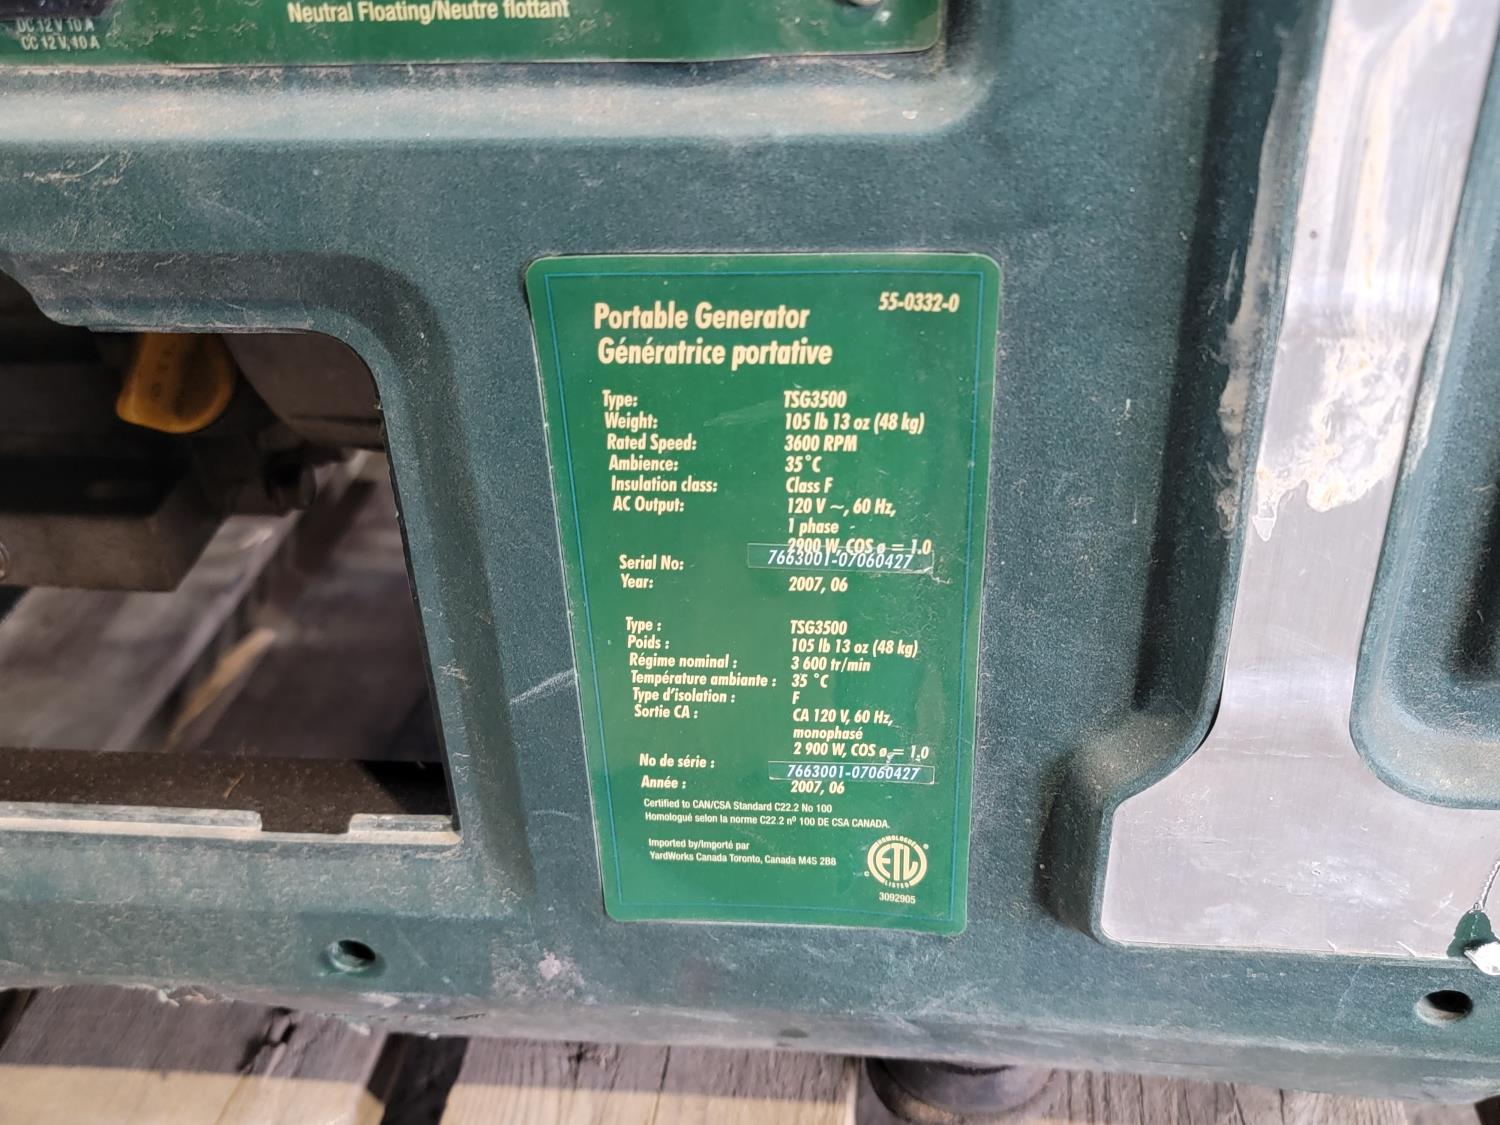 DC 12 V 10 A
CC 12 V, 10 A
Neutral Floating/Neutre flottant
55-0332-0
Portable Generator
Génératrice portative
Type: TSG3500
Weight: 105 lb 13 oz (48 kg)
Rated Speed: 3600 RPM
Ambience: 35°C
Insulation class: Class F
AC Output: 120 V ~, 60 Hz,
1 phase
2900 W, COS ø = 1.0
Serial No: 7663001-07060427
Year: 2007, 06
Type : TSG3500
Poids : 105 lb 13 oz (48 kg)
Régime nominal : 3 600 tr/min
Température ambiante : 35 °C
Type d'isolation : F
Sortie CA : CA 120 V, 60 Hz,
monophasé
2 900 W, COS ø = 1.0
No de série : 7663001-07060427
Année : 2007, 06
Certified to CAN/CSA Standard C22.2 No 100
Homologué selon la norme C22.2 nº 100 DE CSA CANADA.
Imported by/Importé par
YardWorks Canada Toronto, Canada M4S 2B8
HOMOLOGUÉE
C ETL ®
LISTED
3092905